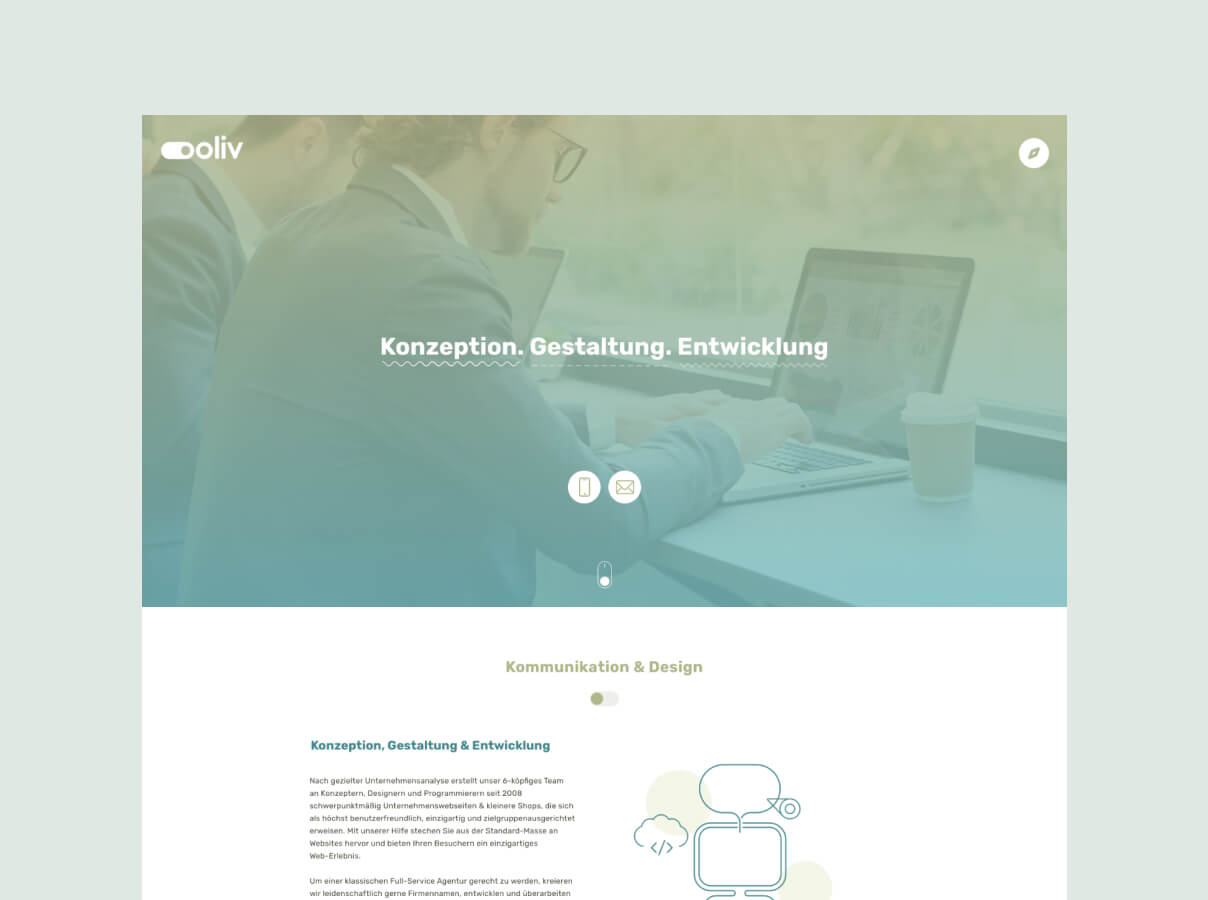 ooliv
Konzeption. Gestaltung. Entwicklung
Kommunikation & Design
Konzeption, Gestaltung & Entwicklung
Nach gezielter Unternehmensanalyse erstellt unser 6-köpfiges Team
an Konzeptern, Designern und Programmierern seit 2008
schwerpunktmäßig Unternehmenswebseiten & kleinere Shops, die sich
als höchst benutzerfreundlich, einzigartig und zielgruppenausgerichtet
erweisen. Mit unserer Hilfe stechen Sie aus der Standard-Masse an
Websites hervor und bieten Ihren Besuchern ein einzigartiges
Web-Erlebnis.
Um einer klassischen Full-Service Agentur gerecht zu werden, kreieren
wir leidenschaftlich gerne Firmennamen, entwicklen und überarbeiten